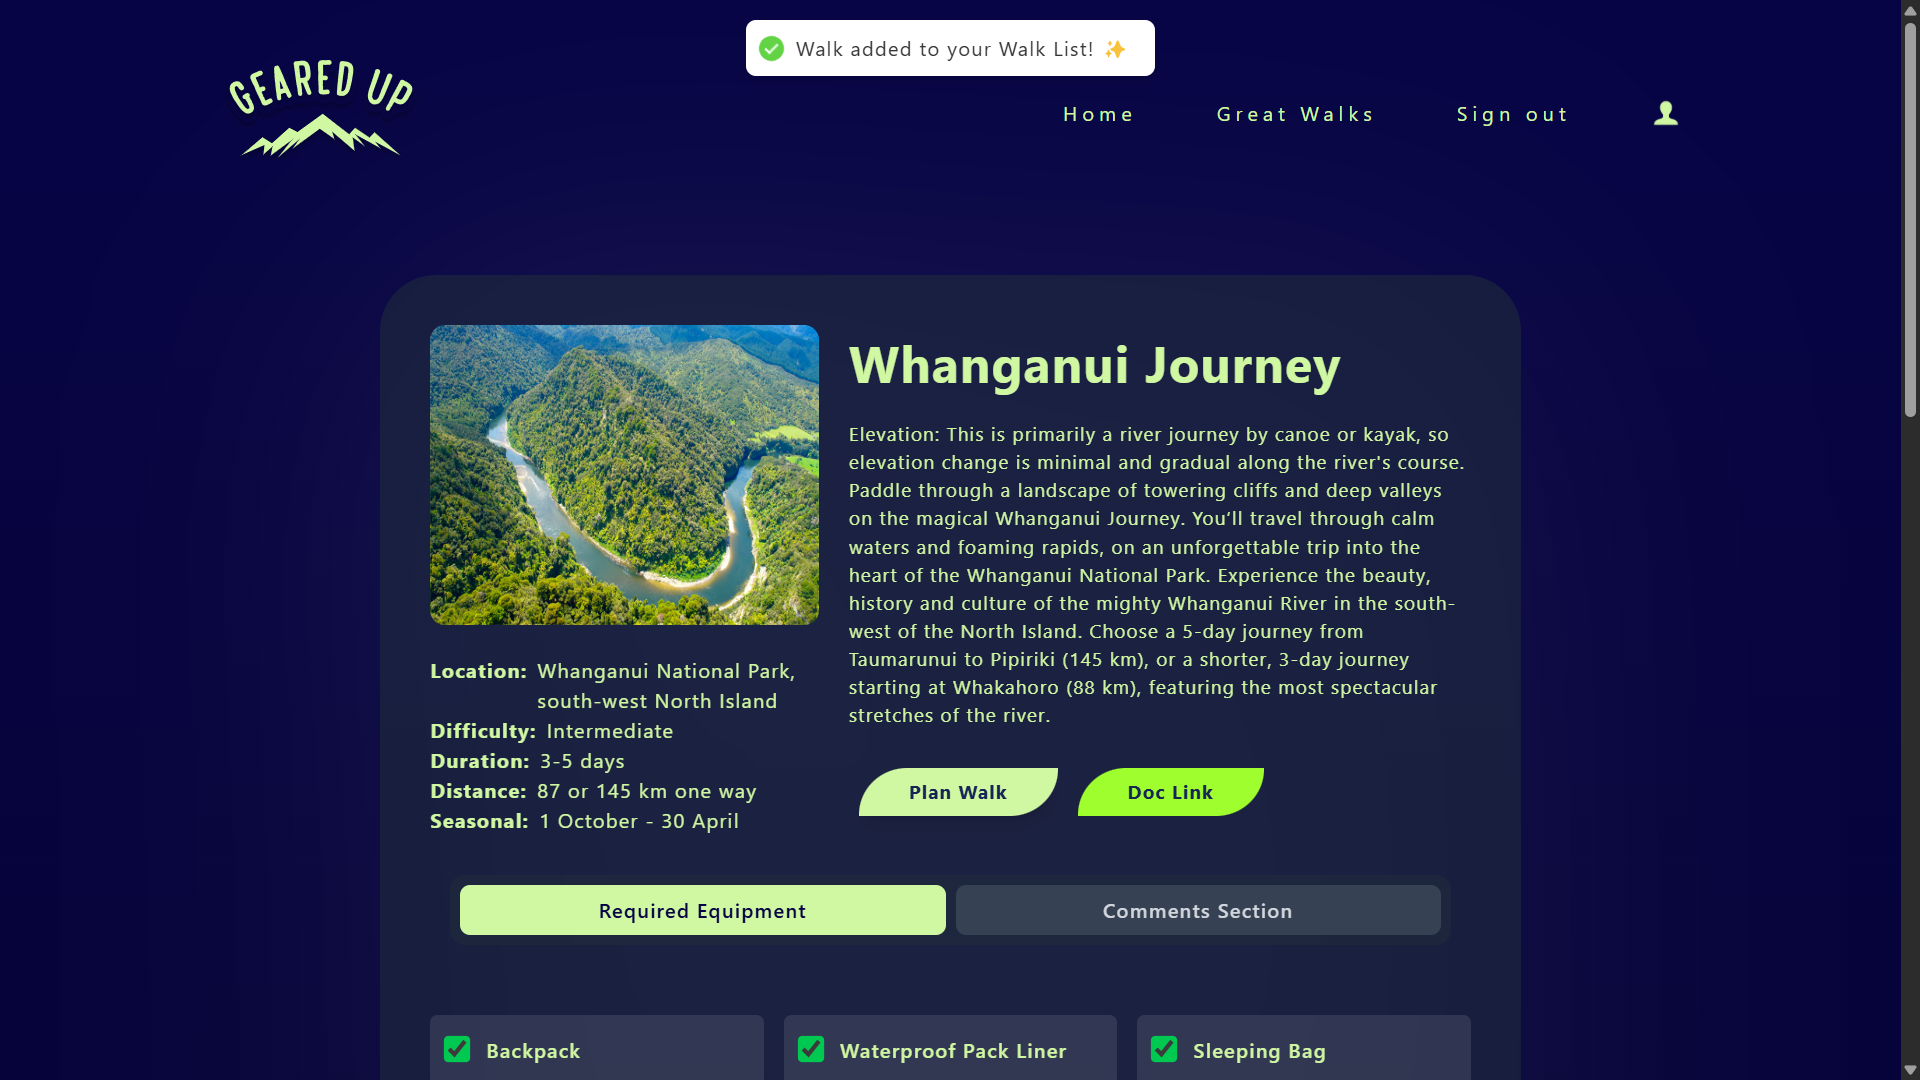 Walk added to your Walk List! ✨
GEARED UP
Home
Great Walks
Sign out
Whanganui Journey
Elevation: This is primarily a river journey by canoe or kayak, so
elevation change is minimal and gradual along the river's course.
Paddle through a landscape of towering cliffs and deep valleys
on the magical Whanganui Journey. You’ll travel through calm
waters and foaming rapids, on an unforgettable trip into the
heart of the Whanganui National Park. Experience the beauty,
history and culture of the mighty Whanganui River in the south-
west of the North Island. Choose a 5-day journey from
Taumarunui to Pipiriki (145 km), or a shorter, 3-day journey
starting at Whakahoro (88 km), featuring the most spectacular
stretches of the river.
Location: Whanganui National Park,
south-west North Island
Difficulty: Intermediate
Duration: 3-5 days
Distance: 87 or 145 km one way
Seasonal: 1 October - 30 April
Plan Walk
Doc Link
Required Equipment
Comments Section
Backpack
Waterproof Pack Liner
Sleeping Bag